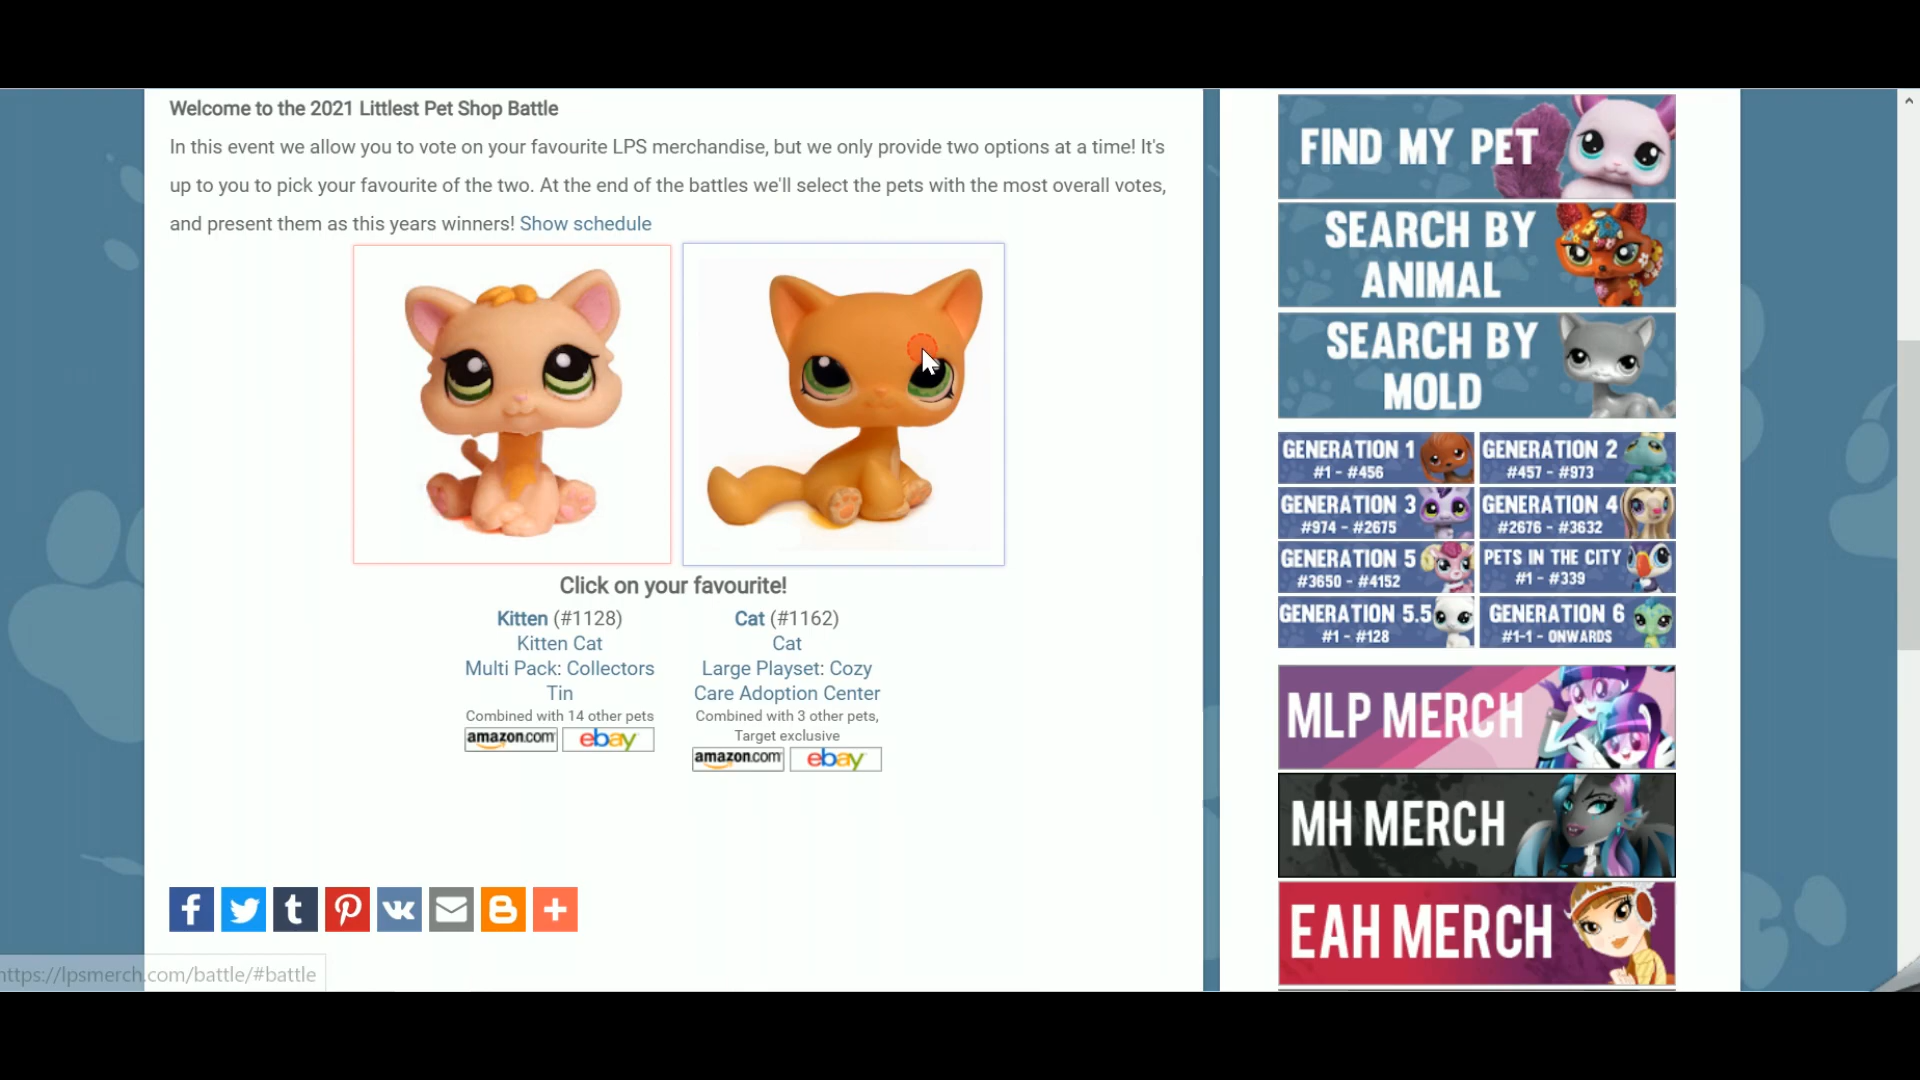 Welcome to the 2021 Littlest Pet Shop Battle
In this event we allow you to vote on your favourite LPS merchandise, but we only provide two options at a time! It's
up to you to pick your favourite of the two. At the end of the battles we'll select the pets with the most overall votes,
and present them as this years winners! Show schedule
Click on your favourite!
Kitten (#1128)
Kitten Cat
Multi Pack: Collectors
Tin
Combined with 14 other pets
amazon.com ebay
Cat (#1162)
Cat
Large Playset: Cozy
Care Adoption Center
Combined with 3 other pets,
Target exclusive
amazon.com ebay
https://lpsmerch.com/battle/#battle
FIND MY PET
SEARCH BY
ANIMAL
SEARCH BY
MOLD
GENERATION 1
#1 - #456
GENERATION 2
#457 - #973
GENERATION 3
#974 - #2675
GENERATION 4
#2676 - #3632
GENERATION 5
#3650 - #4152
PETS IN THE CITY
#1 - #339
GENERATION 5.5
#1 - #128
GENERATION 6
#1-1 - ONWARDS
MLP MERCH
MH MERCH
EAH MERCH